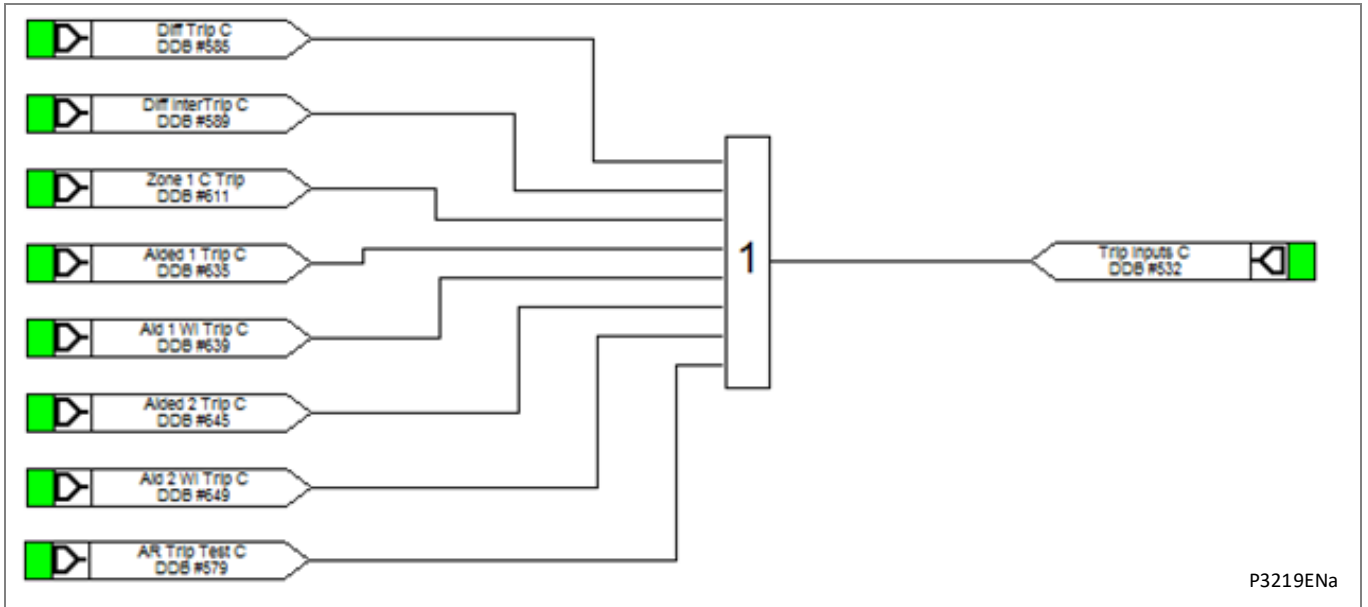 Diff Trip C
DDB #585
Diff InterTrip C
DDB #589
Zone 1 C Trip
DDB #611
Aided 1 Trip C
DDB #635
Aid 1 WI Trip C
DDB #639
Aided 2 Trip C
DDB #645
Aid 2 WI Trip C
DDB #649
AR Trip Test C
DDB #579
1
Trip Inputs C
DDB #532
P3219ENa